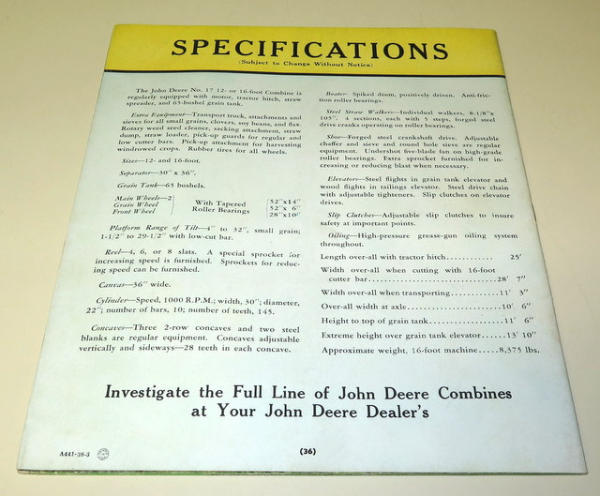 SPECIFICATIONS
(Subject to Change Without Notice)
The John Deere No. 17 12- or 16-foot Combine is
regularly equipped with motor, tractor hitch, straw
spreader, and 65-bushel grain tank.
Extra Equipment—Transport truck, attachments and
sieves for all small grains, clovers, soy beans, and flax.
Rotary weed seed cleaner, sacking attachment, straw
dump, straw loader, pick-up guards for regular and
low cutter bars. Pick-up attachment for harvesting
windrowed crops. Rubber tires for all wheels.
Sizes—12- and 16-foot.
Separator—30" x 36".
Grain Tank—65 bushels.
Main Wheels—2
Grain Wheel
Front Wheel
With Tapered
Roller Bearings
52"x14"
52"x 6"
28"x10"
Platform Range of Tilt—4" to 32", small grain;
1-1/2" to 29-1/2" with low-cut bar.
Reel—4, 6, or 8 slats. A special sprocket for
increasing speed is furnished. Sprockets for reduc-
ing speed can be furnished.
Canvas—36" wide.
Cylinder—Speed, 1000 R.P.M.; width, 30"; diameter,
22"; number of bars, 10; number of teeth, 145.
Concaves—Three 2-row concaves and two steel
blanks are regular equipment. Concaves adjustable
vertically and sideways—28 teeth in each concave.
Beater—Spiked drum, positively driven. Anti-fric-
tion roller bearings.
Steel Straw Walkers—Individual walkers, 8-1/8"x
105". 4 sections, each with 5 steps, forged steel
drive cranks operating on roller bearings.
Shoe—Forged steel crankshaft drive. Adjustable
chaffer and sieve and round hole sieve are regular
equipment. Undershot five-blade fan on high-grade
roller bearings. Extra sprocket furnished for in-
creasing or reducing blast when necessary.
Elevators—Steel flights in grain tank elevator and
wood flights in tailings elevator. Steel drive chain
with adjustable tighteners. Slip clutches on elevator
drives.
Slip Clutches—Adjustable slip clutches to insure
safety at important points.
Oiling—High-pressure grease-gun oiling system
throughout.
Length over-all with tractor hitch............ 25'
Width over-all when cutting with 16-foot
cutter bar..............................28' 7"
Width over-all when transporting...........11' 3"
Over-all width at axle.....................10' 6"
Height to top of grain tank................11' 6"
Extreme height over grain tank elevator.....13' 10"
Approximate weight, 16-foot machine.....8,375 lbs.
Investigate the Full Line of John Deere Combines
at Your John Deere Dealer's
A441-38-3
(36)